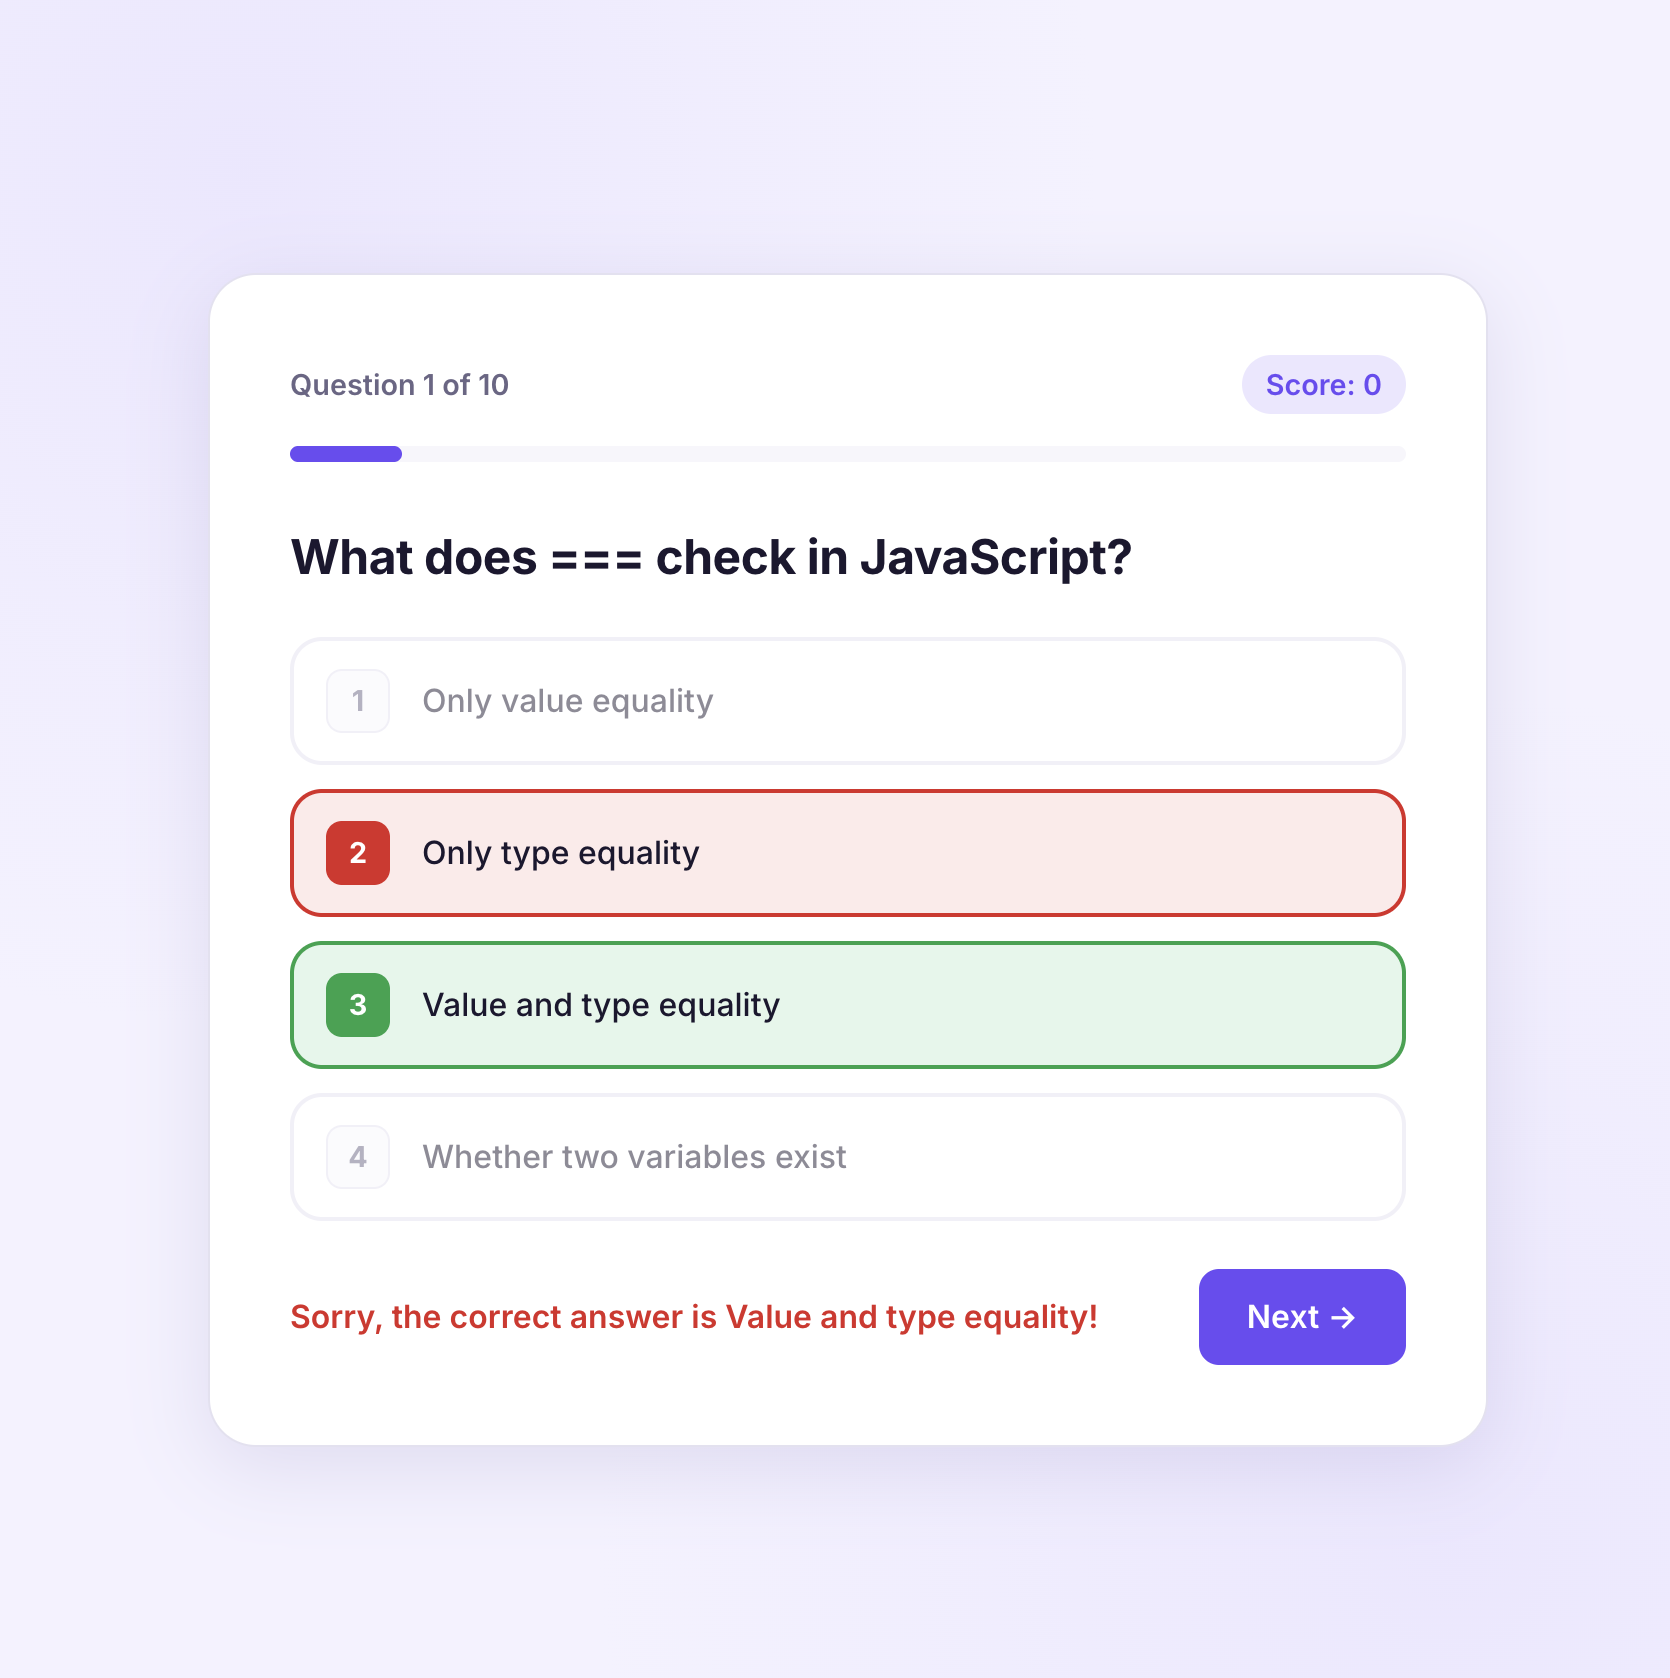 Question 1 of 10
Score: 0
What does === check in JavaScript?
1 Only value equality
2 Only type equality
3 Value and type equality
4 Whether two variables exist
Sorry, the correct answer is Value and type equality!
Next →